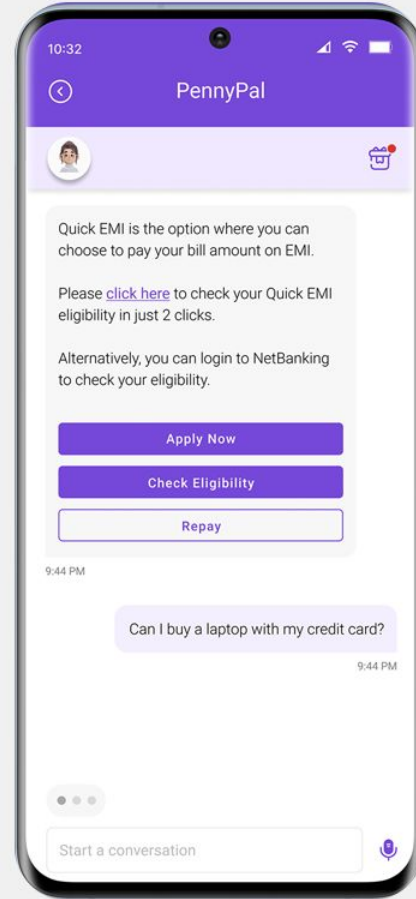 10:32
PennyPal
Quick EMI is the option where you can
choose to pay your bill amount on EMI.
Please click here to check your Quick EMI
eligibility in just 2 clicks.
Alternatively, you can login to NetBanking
to check your eligibility.
Apply Now
Check Eligibility
Repay
9:44 PM
Can I buy a laptop with my credit card?
9:44 PM
Start a conversation